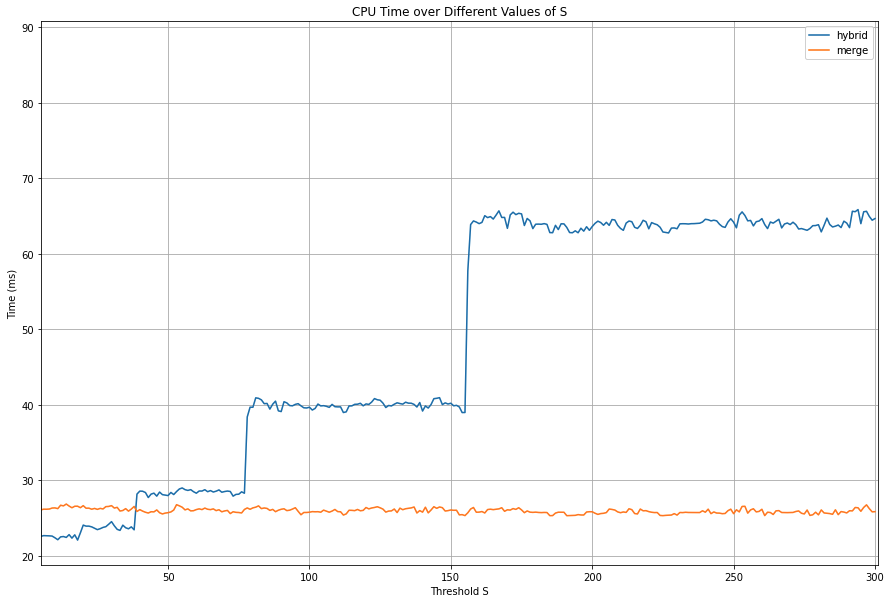 CPU Time over Different Values of S
hybrid
merge
90
80
70
60
50
40
30
20
Time (ms)
50
100
150
200
250
300
Threshold S